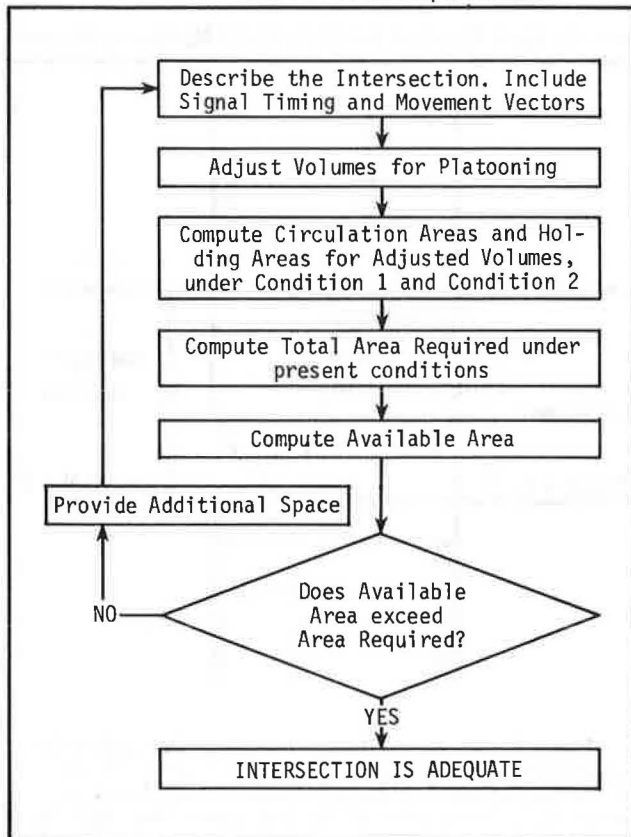 Describe the Intersection. Include
Signal Timing and Movement Vectors
Adjust Volumes for Platooning
Compute Circulation Areas and Hol-
ding Areas for Adjusted Volumes,
under Condition 1 and Condition 2
Compute Total Area Required under
present conditions
Compute Available Area
Provide Additional Space
Does Available
Area exceed
Area Required?
NO
YES
INTERSECTION IS ADEQUATE